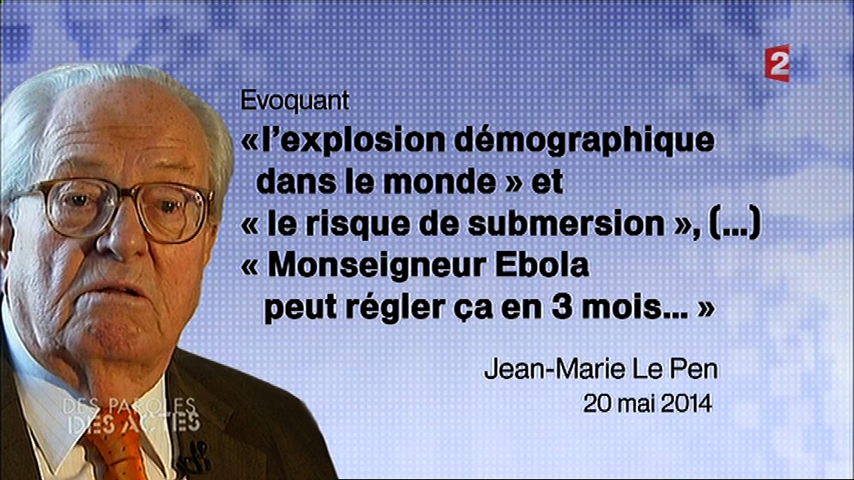 2
Evoquant
« l’explosion démographique
dans le monde » et
« le risque de submersion », (...)
« Monseigneur Ebola
peut régler ça en 3 mois... »
Jean-Marie Le Pen
20 mai 2014
DES PAROLES
DES ACTES